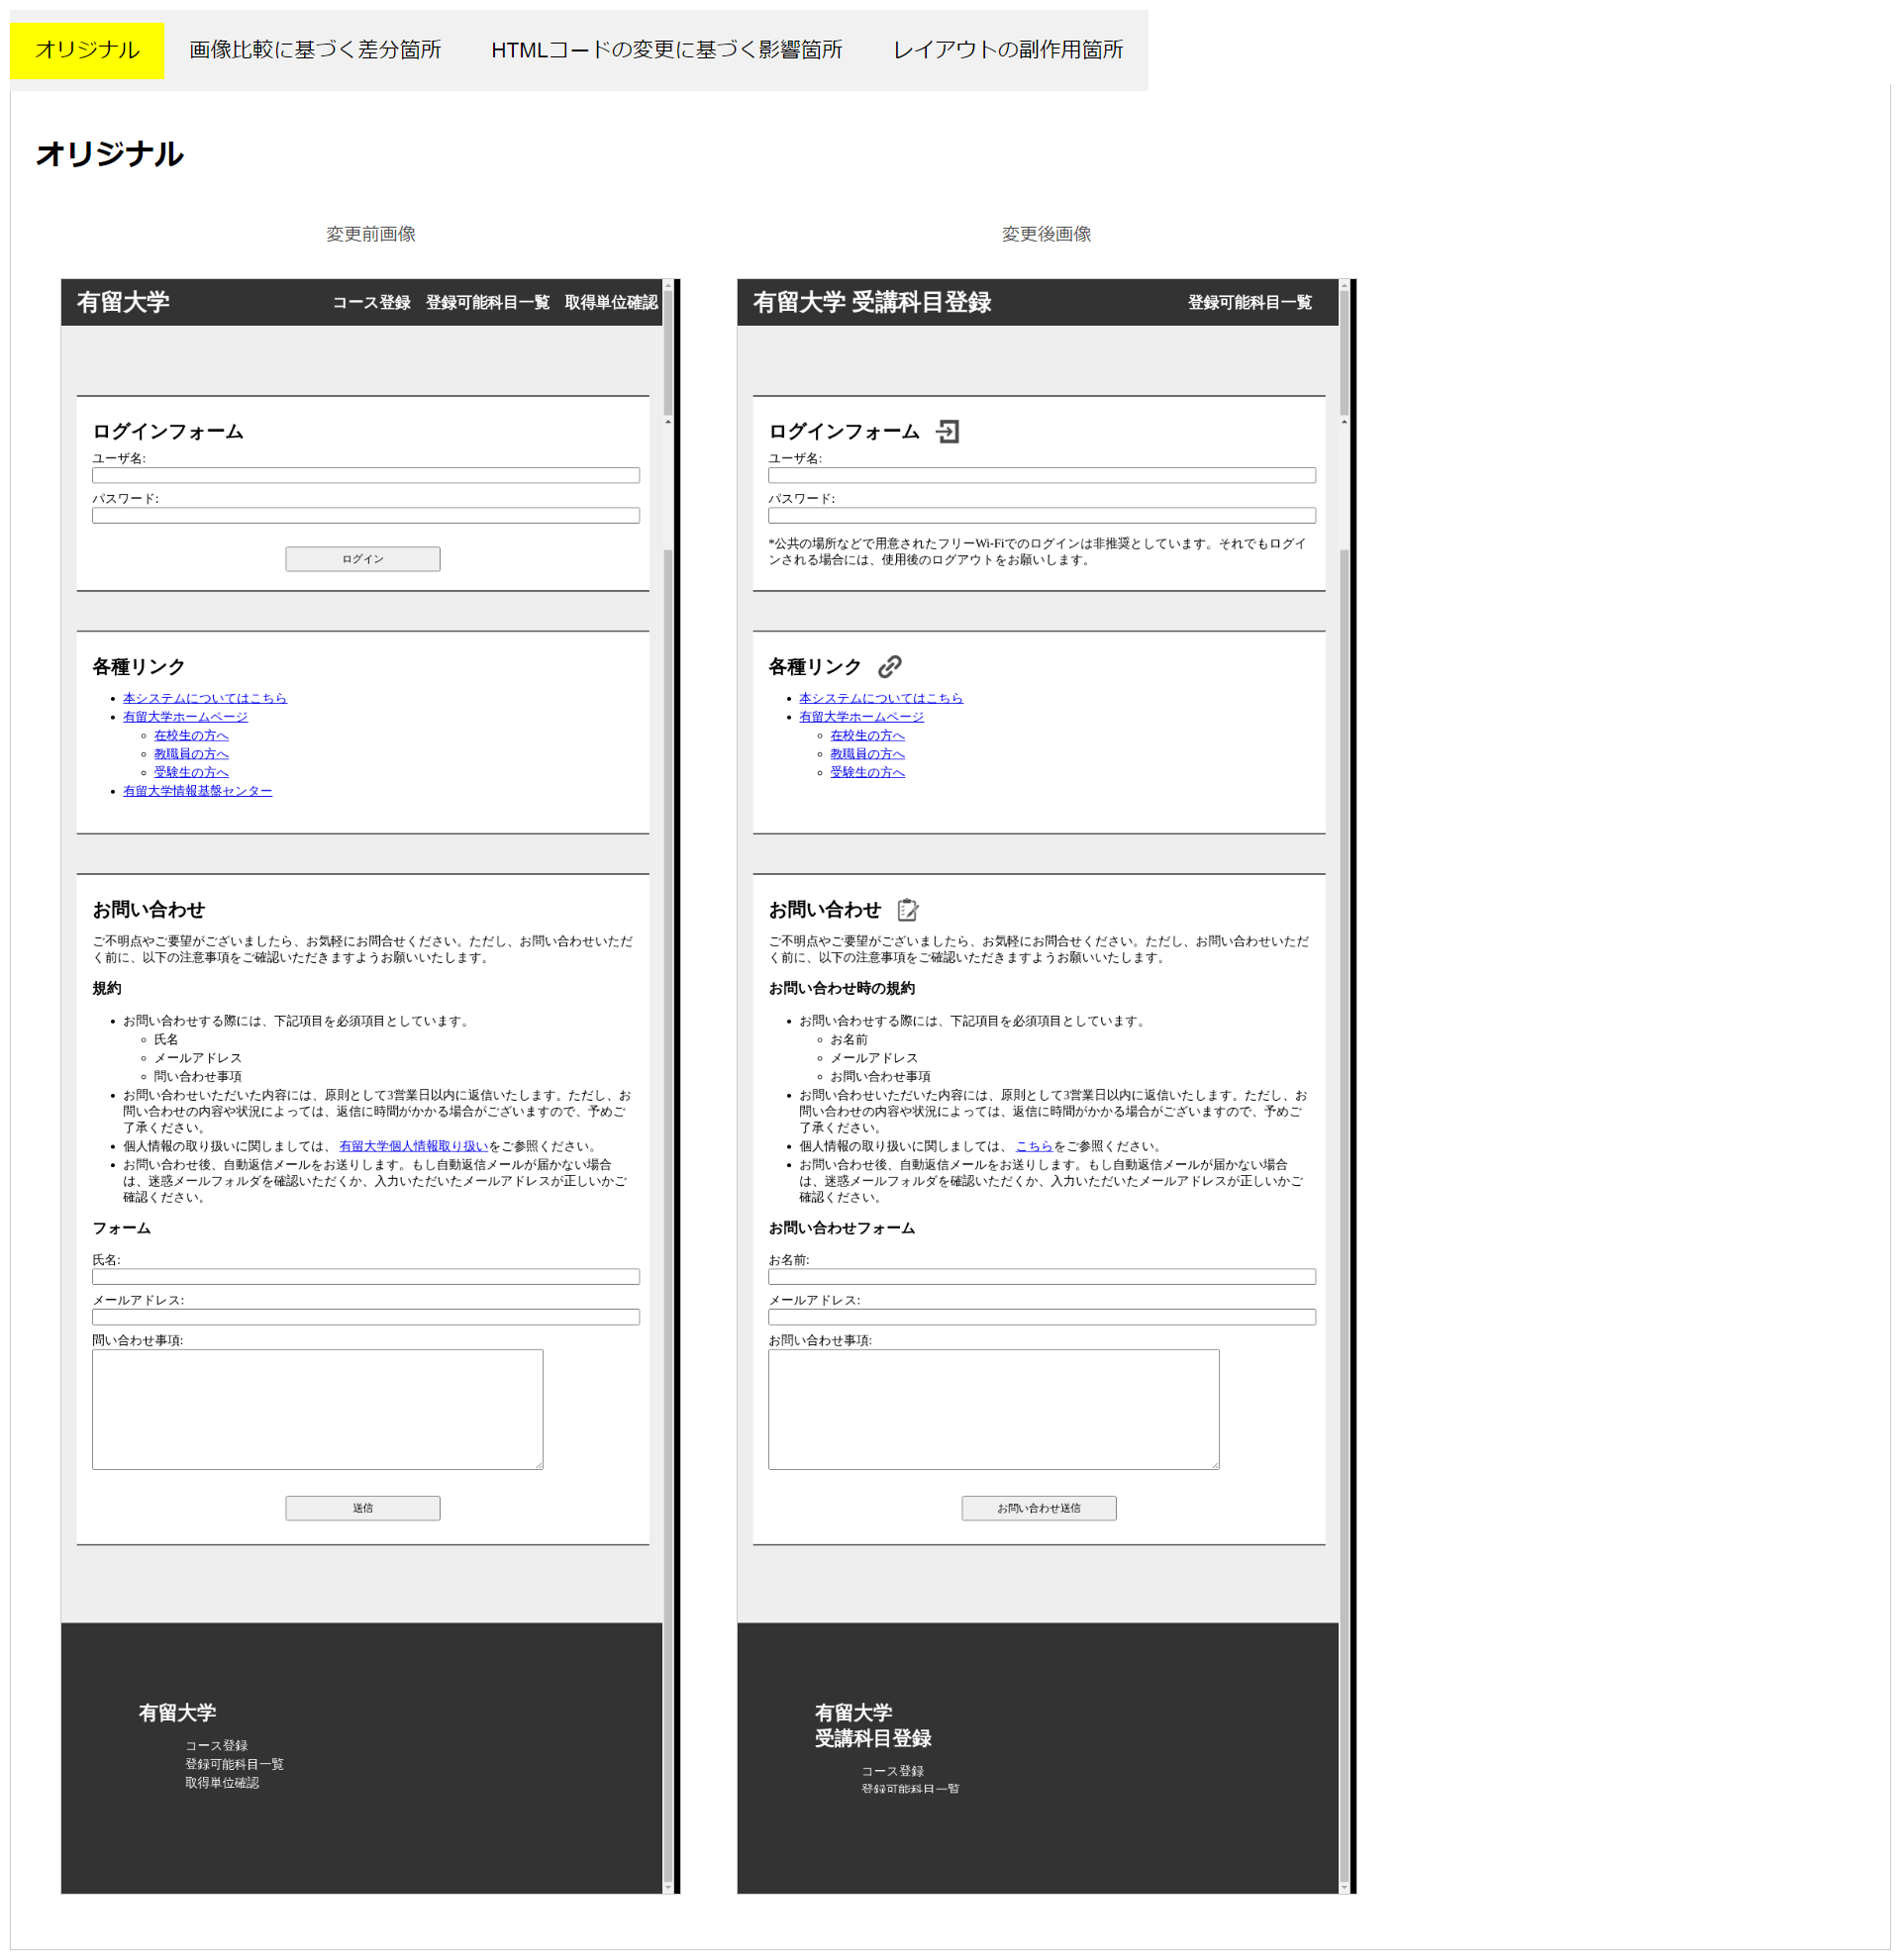 オリジナル 画像比較に基づく差分箇所 HTMLコードの変更に基づく影響箇所 レイアウトの副作用箇所
オリジナル
変更前画像
有留大学 コース登録 登録可能科目一覧 取得単位確認
ログインフォーム
ユーザ名:
パスワード:
ログイン
各種リンク
本システムについてはこちら
有留大学ホームページ
在校生の方へ
教職員の方へ
受験生の方へ
有留大学情報基盤センター
お問い合わせ
ご不明点やご要望がございましたら、お気軽にお問合せください。ただし、お問い合わせいただ
く前に、以下の注意事項をご確認いただきますようお願いいたします。
規約
お問い合わせする際には、下記項目を必須項目としています。
氏名
メールアドレス
問い合わせ事項
お問い合わせいただいた内容には、原則として3営業日以内に返信いたします。ただし、お
問い合わせの内容や状況によっては、返信に時間がかかる場合がございますので、予めご
了承ください。
個人情報の取り扱いに関しましては、 有留大学個人情報取り扱いをご参照ください。
お問い合わせ後、自動返信メールをお送りします。もし自動返信メールが届かない場合
は、迷惑メールフォルダを確認いただくか、入力いただいたメールアドレスが正しいかご
確認ください。
フォーム
氏名:
メールアドレス:
問い合わせ事項:
送信
有留大学
コース登録
登録可能科目一覧
取得単位確認
変更後画像
有留大学 受講科目登録 登録可能科目一覧
ログインフォーム
ユーザ名:
パスワード:
*公共の場所などで用意されたフリーWi-Fiでのログインは非推奨としています。それでもログイ
ンされる場合には、使用後のログアウトをお願いします。
各種リンク
本システムについてはこちら
有留大学ホームページ
在校生の方へ
教職員の方へ
受験生の方へ
お問い合わせ
ご不明点やご要望がございましたら、お気軽にお問合せください。ただし、お問い合わせいただ
く前に、以下の注意事項をご確認いただきますようお願いいたします。
お問い合わせ時の規約
お問い合わせする際には、下記項目を必須項目としています。
お名前
メールアドレス
お問い合わせ事項
お問い合わせいただいた内容には、原則として3営業日以内に返信いたします。ただし、お
問い合わせの内容や状況によっては、返信に時間がかかる場合がございますので、予めご
了承ください。
個人情報の取り扱いに関しましては、 こちらをご参照ください。
お問い合わせ後、自動返信メールをお送りします。もし自動返信メールが届かない場合
は、迷惑メールフォルダを確認いただくか、入力いただいたメールアドレスが正しいかご
確認ください。
お問い合わせフォーム
お名前:
メールアドレス:
お問い合わせ事項:
お問い合わせ送信
有留大学
受講科目登録
コース登録
登録可能科目一覧